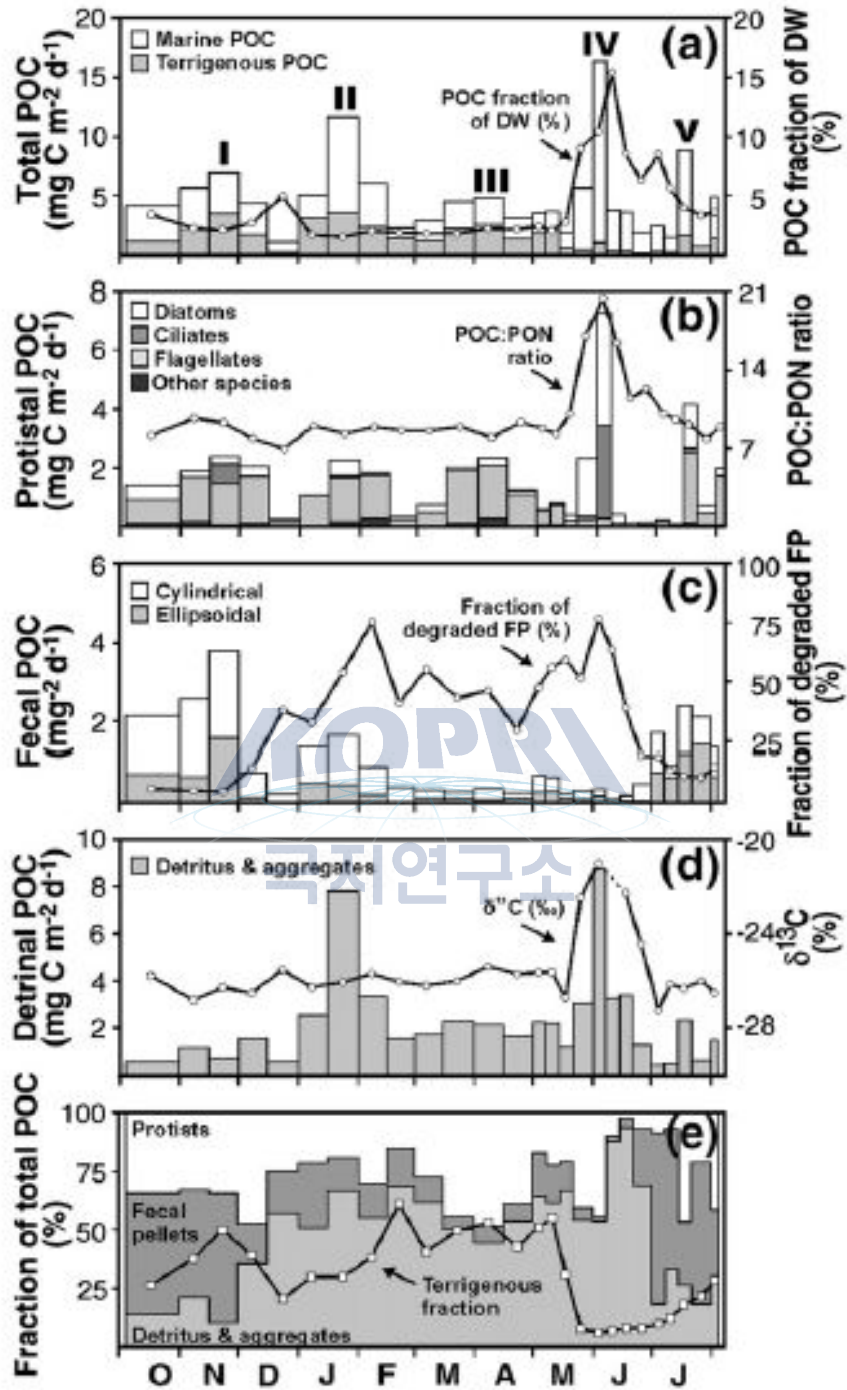 20
15
10
5
Total POC
(mg C m-2 d-1)
Marine POC
Terrigenous POC
I
II
III
IV
V
POC fraction
of DW (%)
(a)
20
15
10
5
POC fraction of DW
(%)
8
6
4
2
Protistal POC
(mg C m-2 d-1)
Diatoms
Ciliates
Flagellates
Other species
POC:PON
ratio
(b)
21
14
7
POC:PON ratio
6
4
2
Fecal POC
(mg-2 d-1)
Cylindrical
Ellipsoidal
Fraction of
degraded FP (%)
(c)
100
75
50
25
Fraction of degraded FP
(%)
KOPRI
극지연구소
10
8
6
4
2
Detrinal POC
(mg C m-2 d-1)
Detritus & aggregates
δ"C (‰)
(d)
-20
-24
-28
δ13C
(%)
100
75
50
25
Fraction of total POC
(%)
Protists
Fecal
pellets
Terrigenous
fraction
Detritus & aggregates
(e)
O N D J F M A M J J